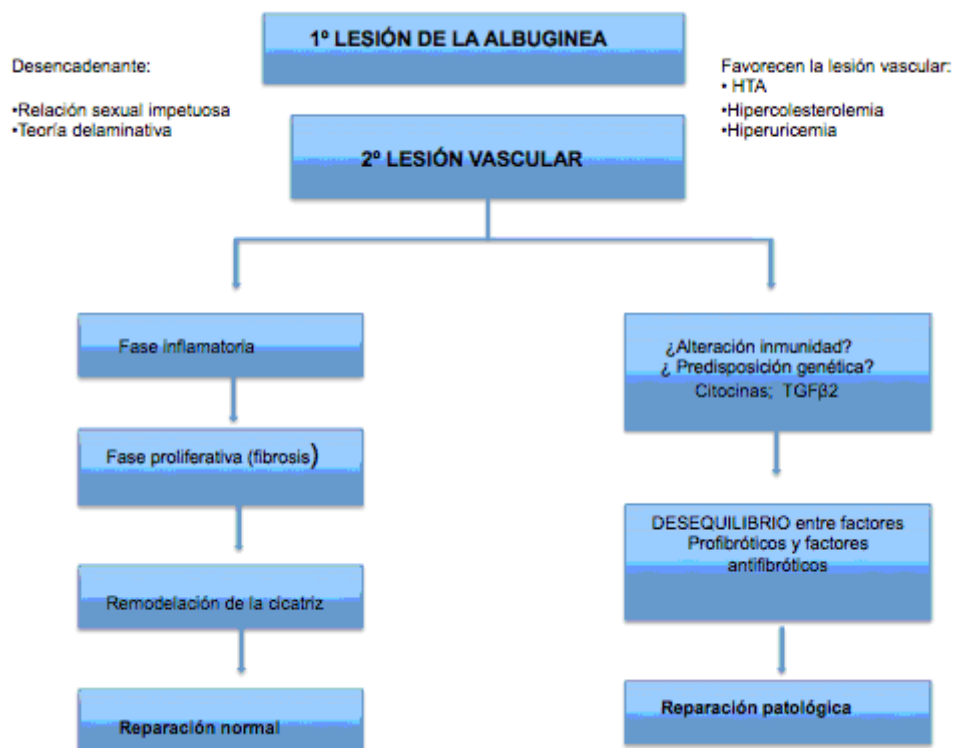 1º LESIÓN DE LA ALBUGINEA
Desencadenante:
•Relación sexual impetuosa
•Teoría delaminativa
Favorecen la lesión vascular:
• HTA
•Hipercolesterolemia
•Hiperuricemia
2º LESIÓN VASCULAR
Fase inflamatoria
Fase proliferativa (fibrosis)
Remodelación de la cicatriz
Reparación normal
¿Alteración inmunidad?
¿ Predisposición genética?
Citocinas; TGFβ2
DESEQUILIBRIO entre factores
Profibróticos y factores
antifibróticos
Reparación patológica